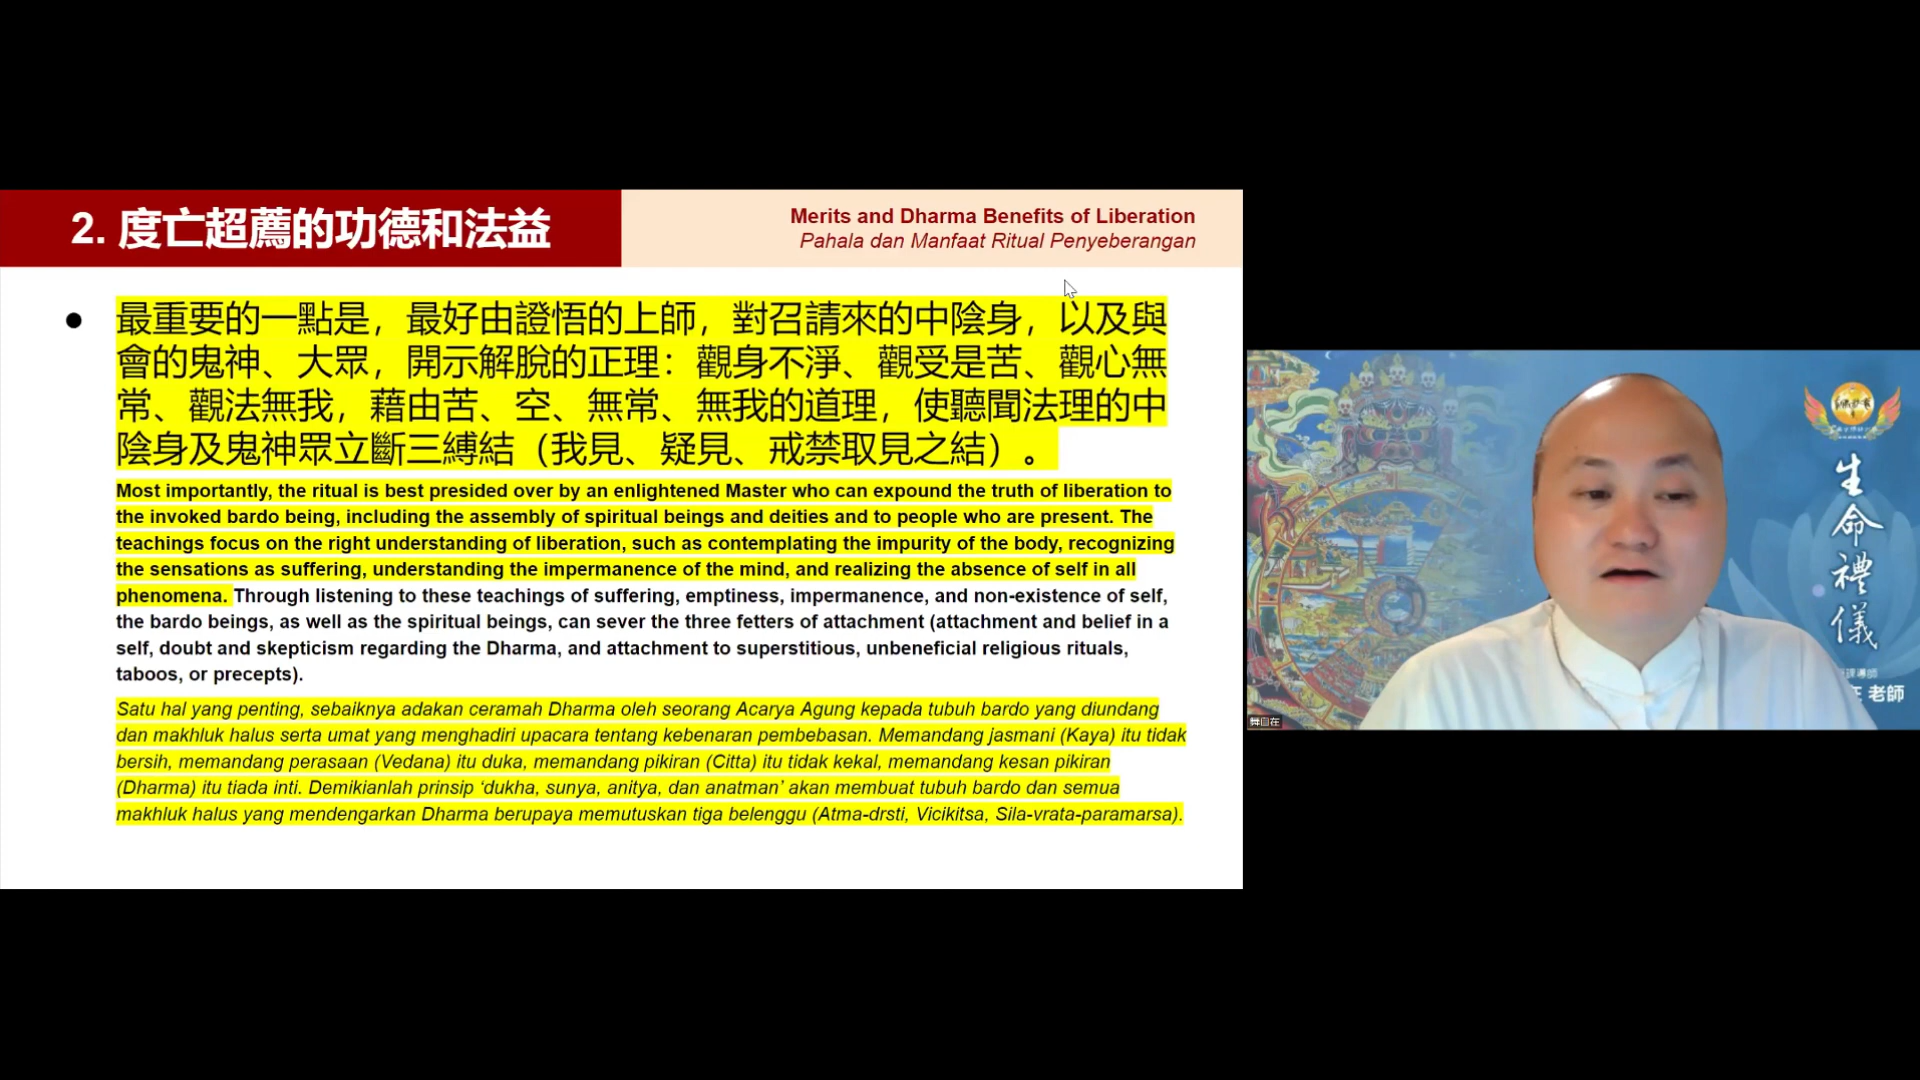 2. 度亡超薦的功德和法益
Merits and Dharma Benefits of Liberation
Pahala dan Manfaat Ritual Penyeberangan
● 最重要的一點是，最好由證悟的上師，對召請來的中陰身，以及與
會的鬼神、大眾，開示解脫的正理：觀身不淨、觀受是苦、觀心無
常、觀法無我，藉由苦、空、無常、無我的道理，使聽聞法理的中
陰身及鬼神眾立斷三縛結（我見、疑見、戒禁取見之結）。
Most importantly, the ritual is best presided over by an enlightened Master who can expound the truth of liberation to
the invoked bardo being, including the assembly of spiritual beings and deities and to people who are present. The
teachings focus on the right understanding of liberation, such as contemplating the impurity of the body, recognizing
the sensations as suffering, understanding the impermanence of the mind, and realizing the absence of self in all
phenomena. Through listening to these teachings of suffering, emptiness, impermanence, and non-existence of self,
the bardo beings, as well as the spiritual beings, can sever the three fetters of attachment (attachment and belief in a
self, doubt and skepticism regarding the Dharma, and attachment to superstitious, unbeneficial religious rituals,
taboos, or precepts).
Satu hal yang penting, sebaiknya adakan ceramah Dharma oleh seorang Acarya Agung kepada tubuh bardo yang diundang
dan makhluk halus serta umat yang menghadiri upacara tentang kebenaran pembebasan. Memandang jasmani (Kaya) itu tidak
bersih, memandang perasaan (Vedana) itu duka, memandang pikiran (Citta) itu tidak kekal, memandang kesan pikiran
(Dharma) itu tiada inti. Demikianlah prinsip ‘dukha, sunya, anitya, dan anatman’ akan membuat tubuh bardo dan semua
makhluk halus yang mendengarkan Dharma berupaya memutuskan tiga belenggu (Atma-drsti, Vicikitsa, Sila-vrata-paramarsa).
生命禮儀
導師
老師
舞自在